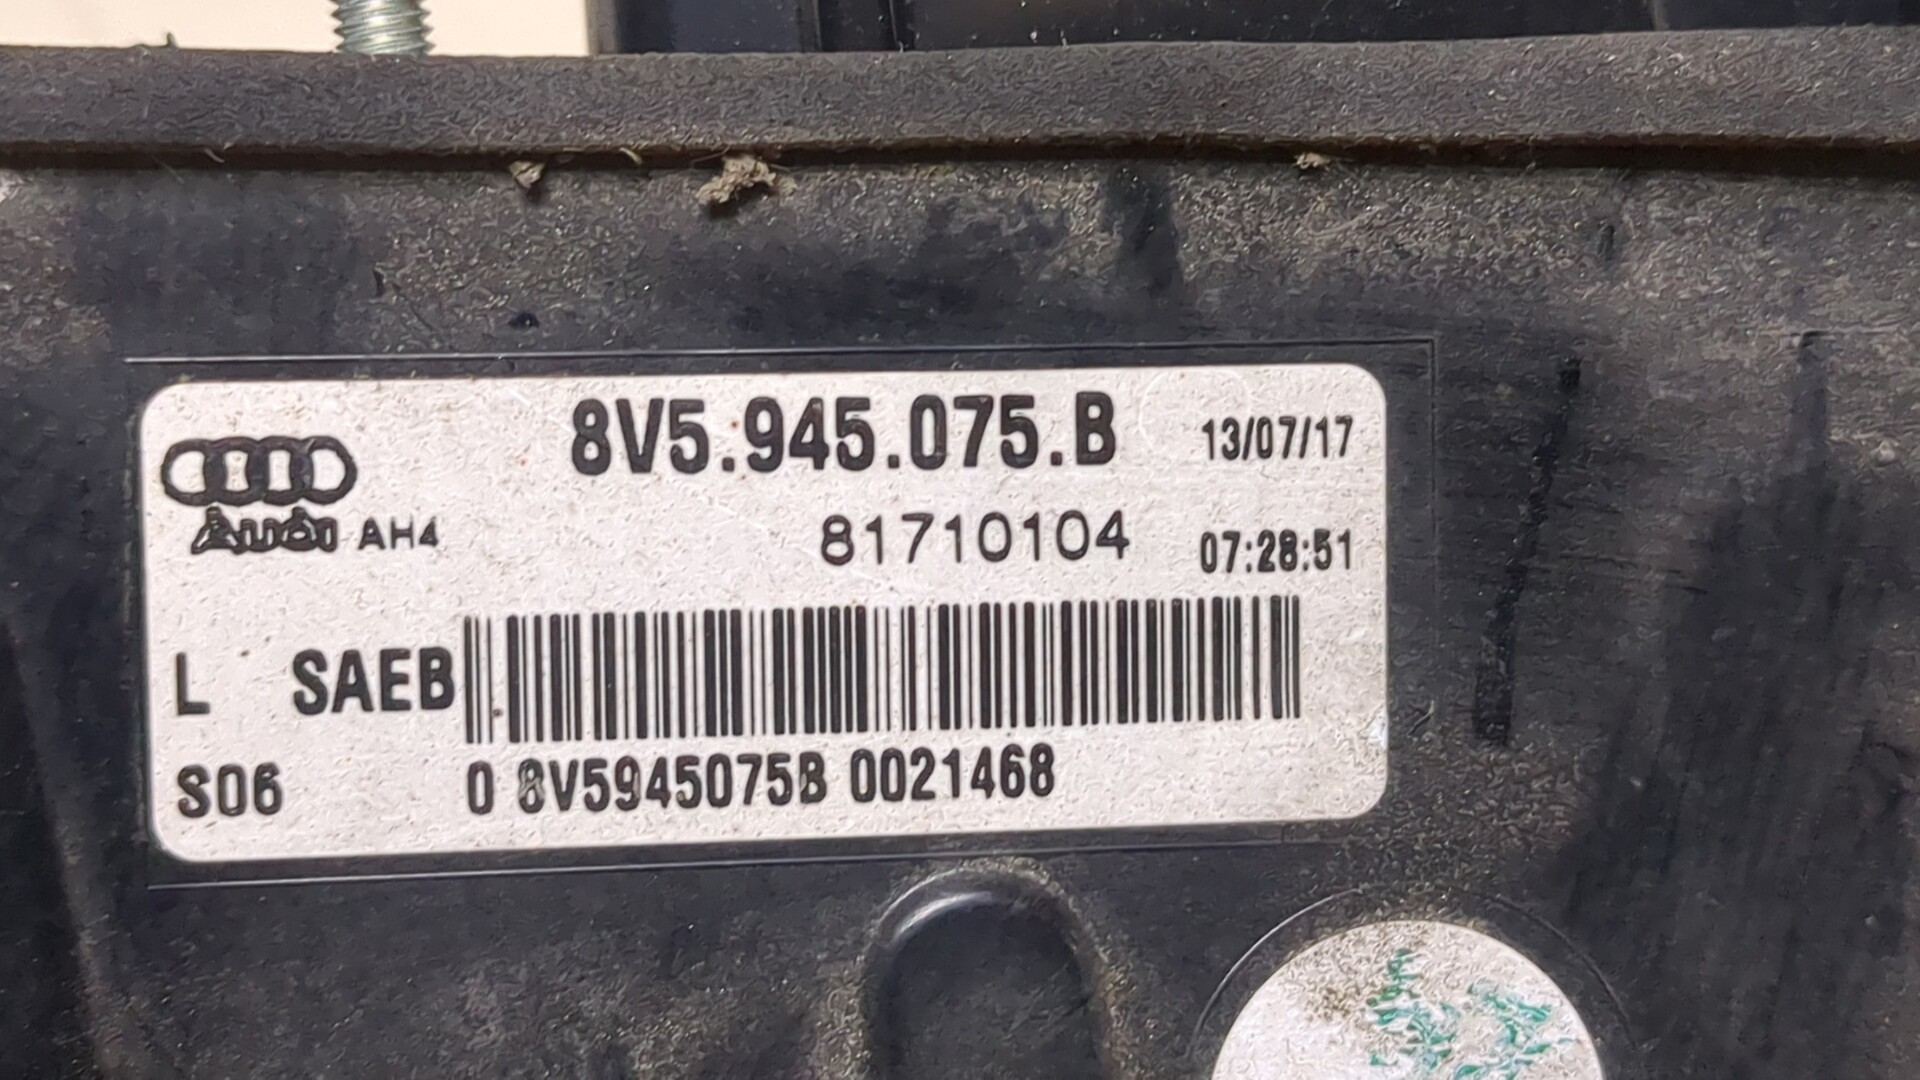 8V5.945.075.B 13/07/17
Audi AH4 81710104 07:28:51
L SAEB
S06 0 8V5945075B 0021468